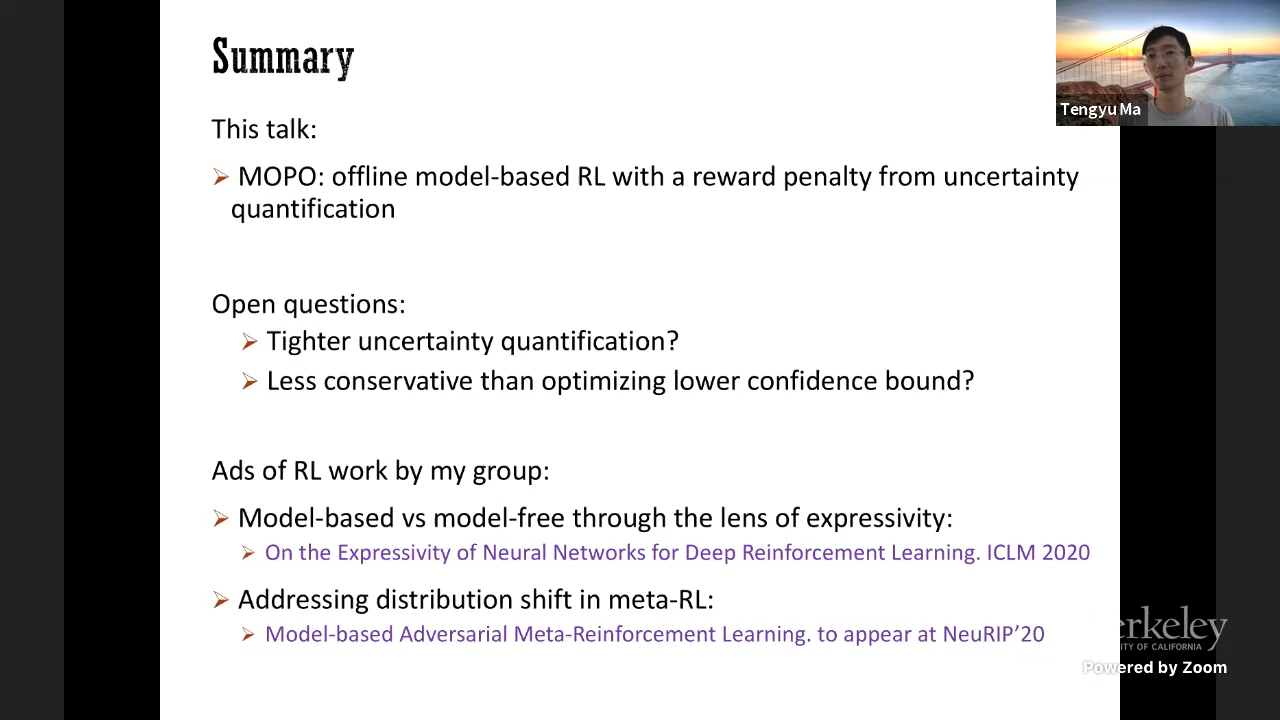 Summary
This talk:
➢ MOPO: offline model-based RL with a reward penalty from uncertainty
quantification
Open questions:
➢ Tighter uncertainty quantification?
➢ Less conservative than optimizing lower confidence bound?
Ads of RL work by my group:
➢ Model-based vs model-free through the lens of expressivity:
➢ On the Expressivity of Neural Networks for Deep Reinforcement Learning. ICLM 2020
➢ Addressing distribution shift in meta-RL:
➢ Model-based Adversarial Meta-Reinforcement Learning. to appear at NeuRIP’20
Tengyu Ma
erkeley
ITY OF CALIFORNIA
Powered by Zoom